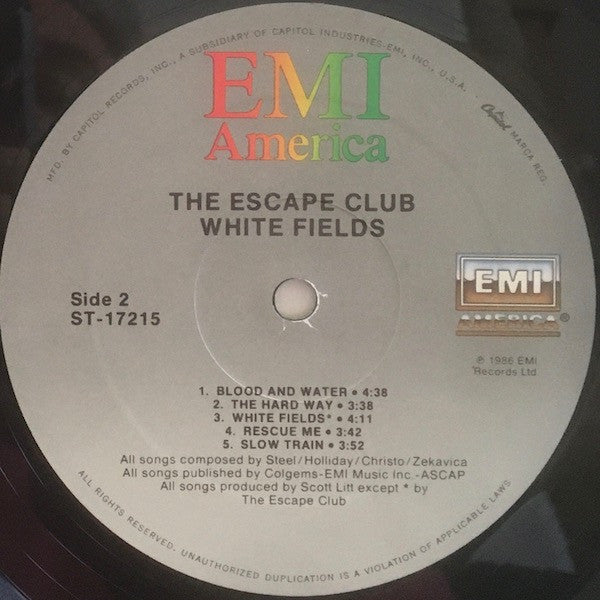 MFD. BY CAPITOL RECORDS, INC., A SUBSIDIARY OF CAPITOL INDUSTRIES-EMI, INC., U.S.A.
Capitol MARCA REG.
EMI
America
THE ESCAPE CLUB
WHITE FIELDS
Side 2
ST-17215
EMI
AMERICA®
℗ 1986 EMI
Records Ltd
1. BLOOD AND WATER • 4:38
2. THE HARD WAY • 3:38
3. WHITE FIELDS* • 4:11
4. RESCUE ME • 3:42
5. SLOW TRAIN • 3:52
All songs composed by Steel/Holliday/Christo/Zekavica
All songs published by Colgems-EMI Music Inc.-ASCAP
All songs produced by Scott Litt except * by
The Escape Club
ALL RIGHTS RESERVED. UNAUTHORIZED DUPLICATION IS A VIOLATION OF APPLICABLE LAWS